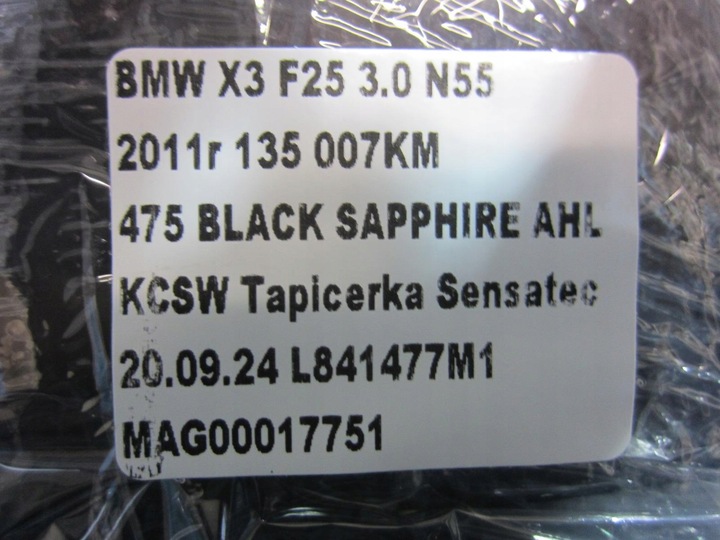 BMW X3 F25 3.0 N55
2011r 135 007KM
475 BLACK SAPPHIRE AHL
KCSW Tapicerka Sensatec
20.09.24 L841477M1
MAG00017751